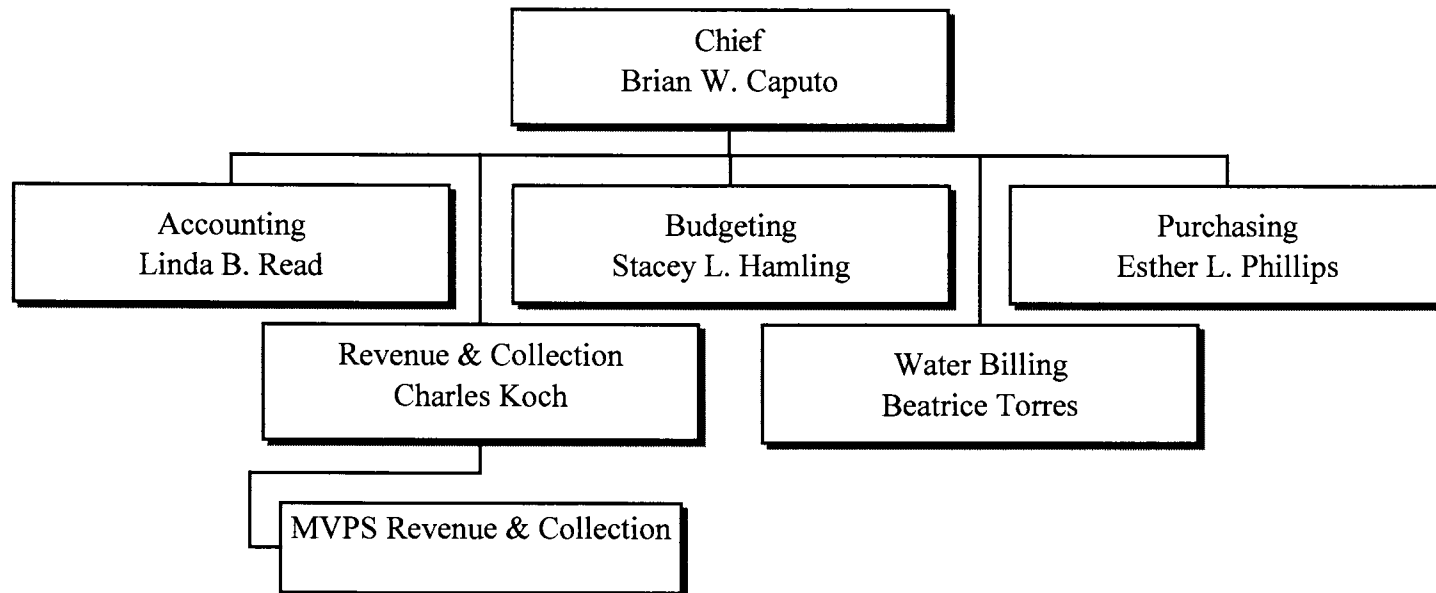 Chief
Brian W. Caputo
Accounting
Linda B. Read
Budgeting
Stacey L. Hamling
Purchasing
Esther L. Phillips
Revenue & Collection
Charles Koch
Water Billing
Beatrice Torres
MVPS Revenue & Collection